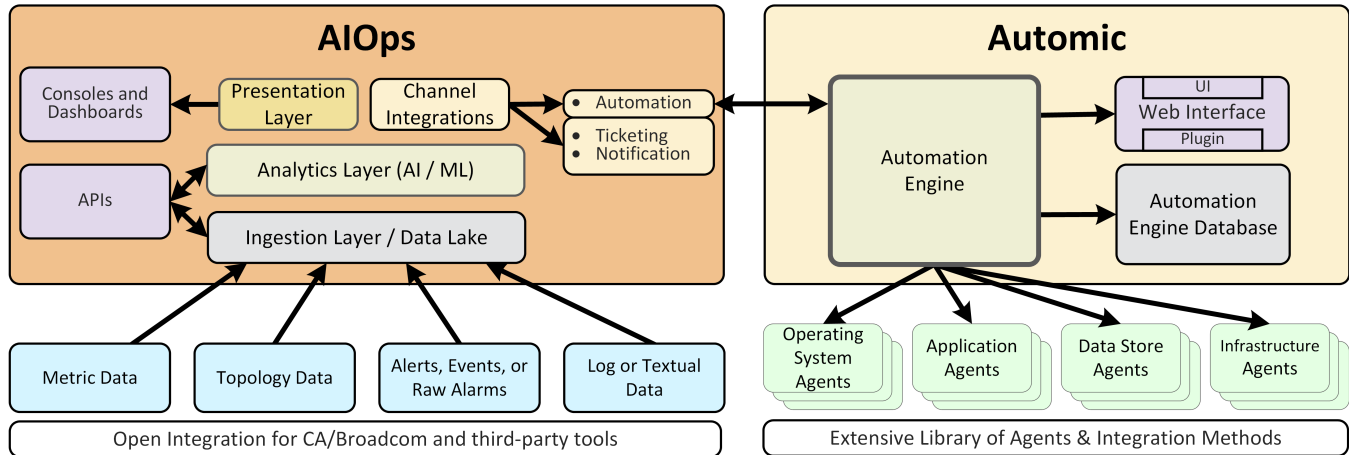 AIOps
Consoles and
Dashboards
Presentation
Layer
Channel
Integrations
• Automation
• Ticketing
• Notification
Analytics Layer (AI / ML)
APIs
Ingestion Layer / Data Lake
Metric Data
Topology Data
Alerts, Events, or
Raw Alarms
Log or Textual
Data
Open Integration for CA/Broadcom and third-party tools
Automic
Automation
Engine
UI
Web Interface
Plugin
Automation
Engine Database
Operating
System
Agents
Application
Agents
Data Store
Agents
Infrastructure
Agents
Extensive Library of Agents & Integration Methods